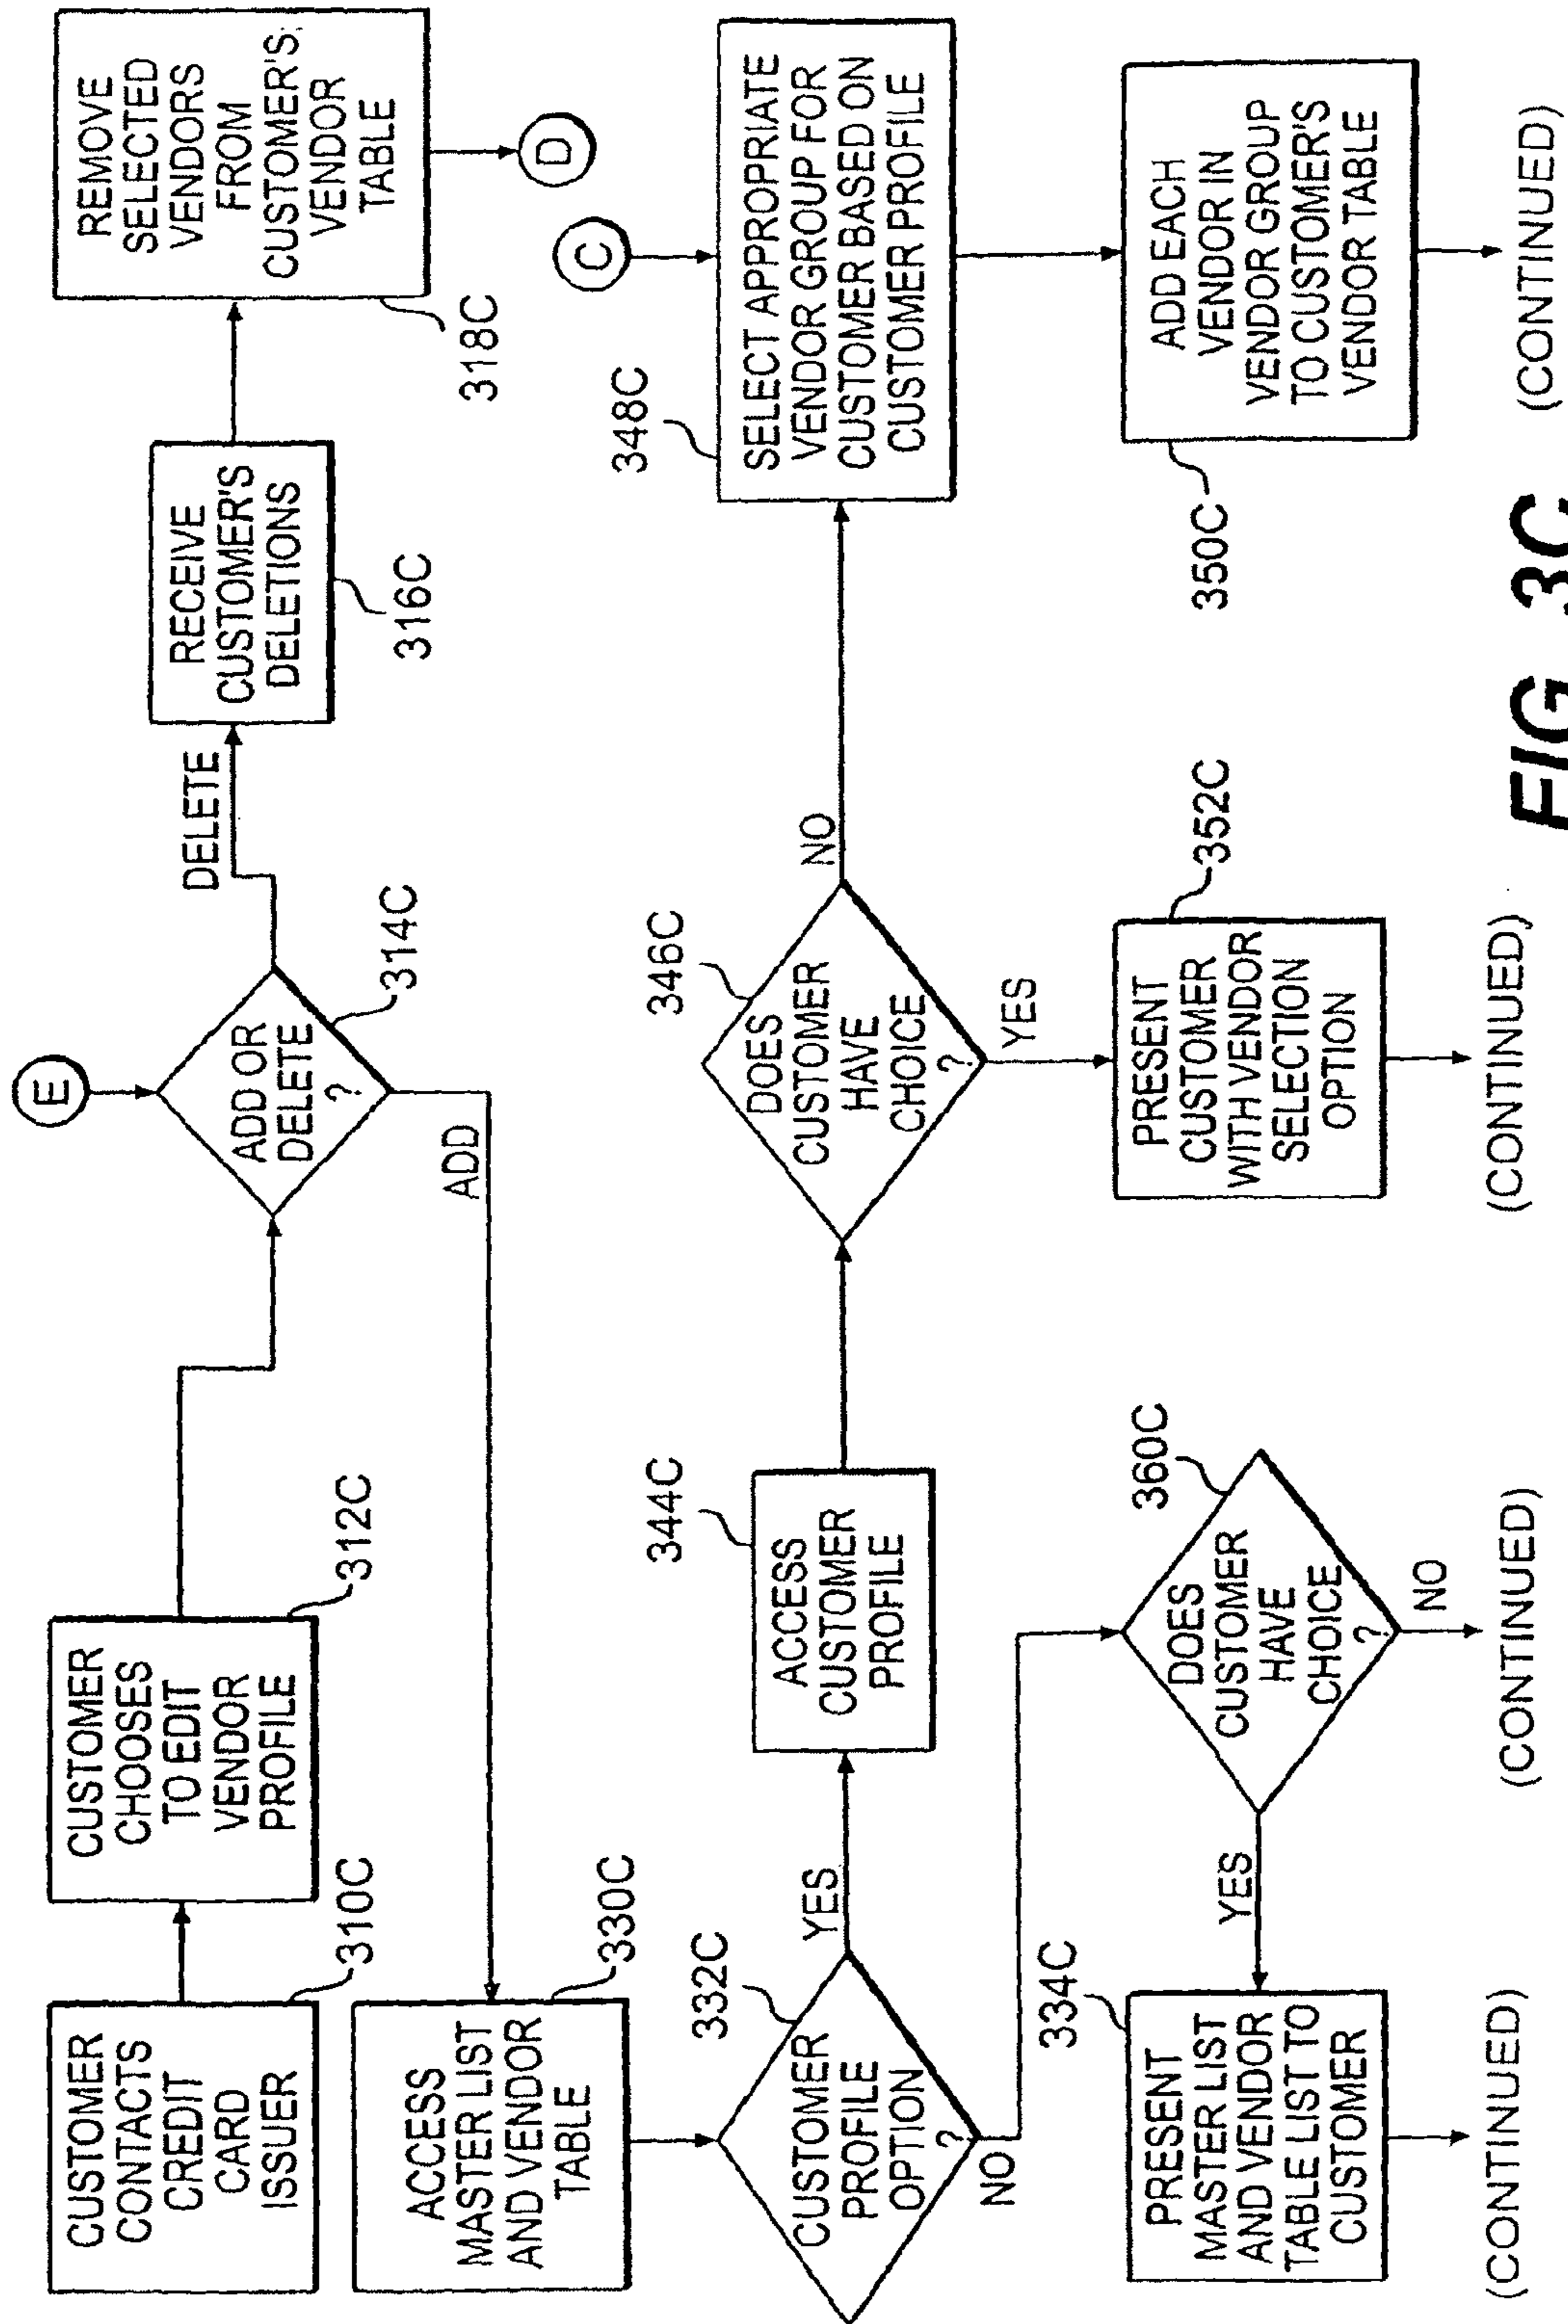 CUSTOMER
CONTACTS
CREDIT
CARD
ISSUER
310C
CUSTOMER
CHOOSES
TO EDIT
VENDOR
PROFILE
312C
E
ADD OR
DELETE
?
314C
DELETE
ADD
RECEIVE
CUSTOMER'S
DELETIONS
316C
REMOVE
SELECTED
VENDORS
FROM
CUSTOMER'S
VENDOR
TABLE
318C
D
ACCESS
MASTER LIST
AND VENDOR
TABLE
330C
332C
CUSTOMER
PROFILE
OPTION
?
YES
NO
344C
ACCESS
CUSTOMER
PROFILE
346C
DOES
CUSTOMER
HAVE
CHOICE
?
NO
YES
C
348C
SELECT APPROPRIATE
VENDOR GROUP FOR
CUSTOMER BASED ON
CUSTOMER PROFILE
334C
PRESENT
MASTER LIST
AND VENDOR
TABLE LIST TO
CUSTOMER
YES
360C
DOES
CUSTOMER
HAVE
CHOICE
?
NO
352C
PRESENT
CUSTOMER
WITH VENDOR
SELECTION
OPTION
350C
ADD EACH
VENDOR IN
VENDOR GROUP
TO CUSTOMER'S
VENDOR TABLE
(CONTINUED)
(CONTINUED)
(CONTINUED)
(CONTINUED)
FIG 3C